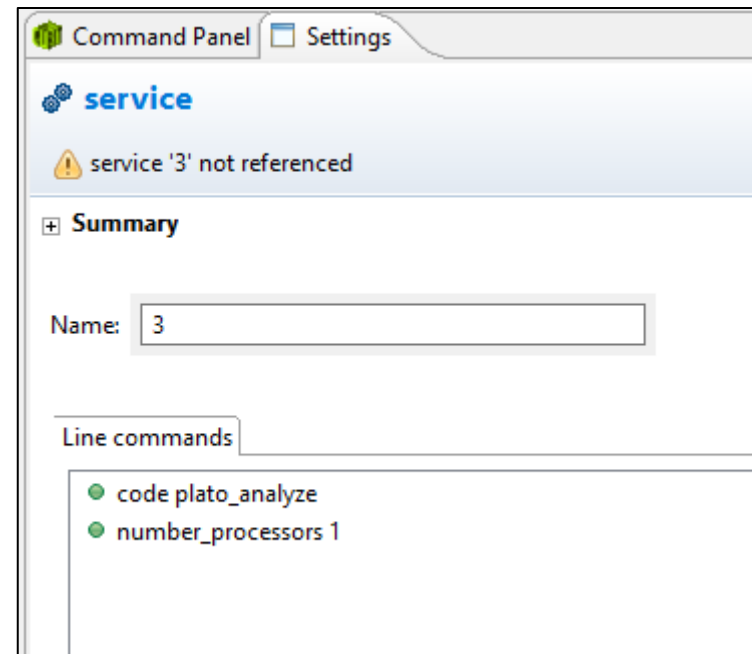 Command Panel Settings
service
service '3' not referenced
Summary
Name: 3
Line commands
code plato_analyze
number_processors 1